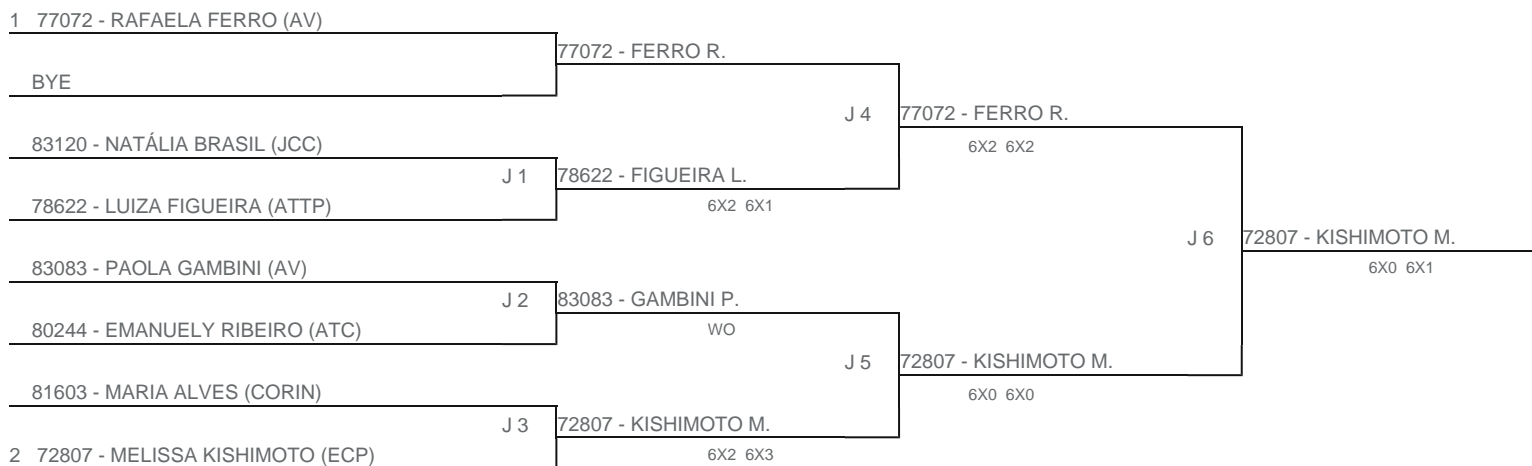 1 77072 - RAFAELA FERRO (AV)
77072 - FERRO R.
BYE
J 4 77072 - FERRO R.
6X2 6X2
83120 - NATÁLIA BRASIL (JCC)
J 1 78622 - FIGUEIRA L.
6X2 6X1
78622 - LUIZA FIGUEIRA (ATTP)
J 6 72807 - KISHIMOTO M.
6X0 6X1
83083 - PAOLA GAMBINI (AV)
J 2 83083 - GAMBINI P.
WO
80244 - EMANUELY RIBEIRO (ATC)
J 5 72807 - KISHIMOTO M.
6X0 6X0
81603 - MARIA ALVES (CORIN)
J 3 72807 - KISHIMOTO M.
6X2 6X3
2 72807 - MELISSA KISHIMOTO (ECP)